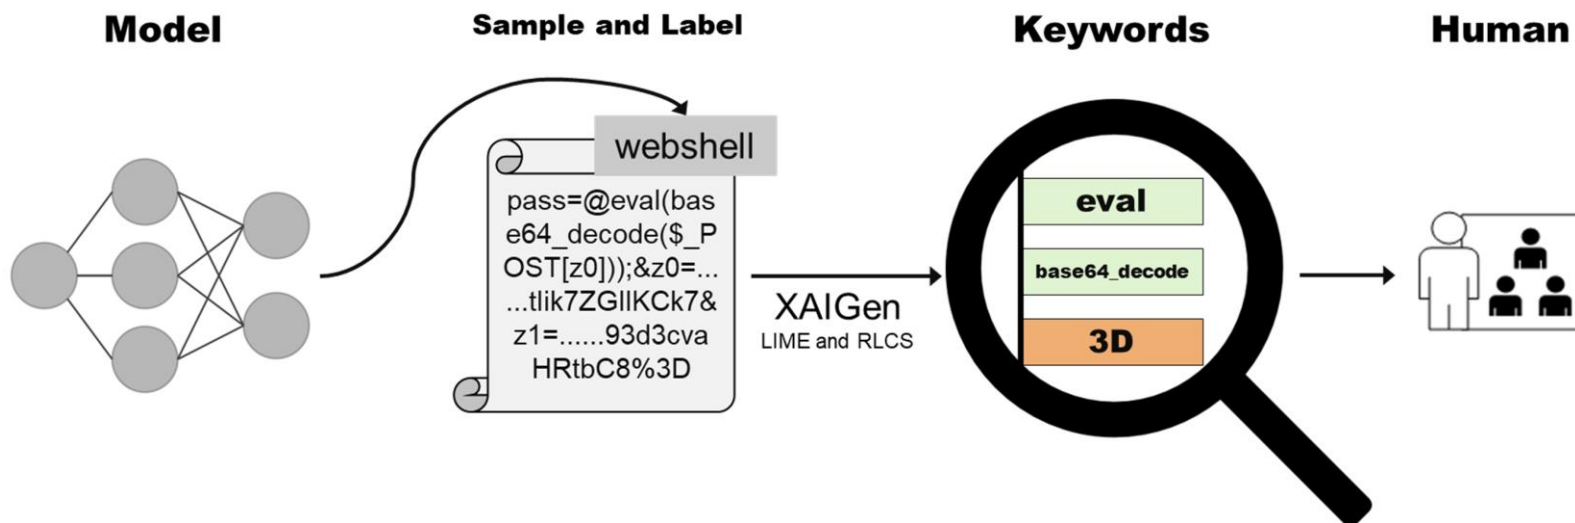 Model
Sample and Label
Keywords
Human
webshell
pass=@eval(bas
e64_decode($_P
OST[z0]));&z0=...
...tlik7ZGllKCk7&
z1=......93d3cva
HRtbC8%3D
XAIGen
LIME and RLCS
eval
base64_decode
3D